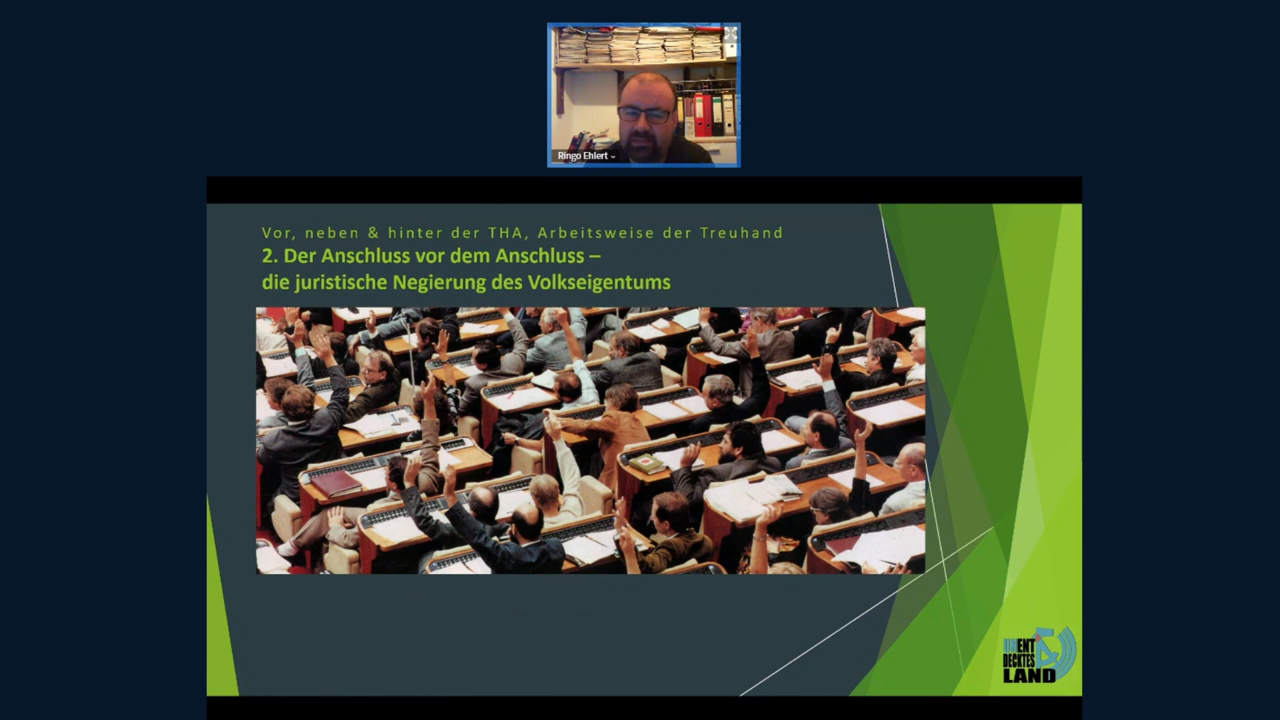 Ringo Ehlert
Vor, neben & hinter der THA, Arbeitsweise der Treuhand
2. Der Anschluss vor dem Anschluss –
die juristische Negierung des Volkseigentums
UNENT
DECKTES
LAND